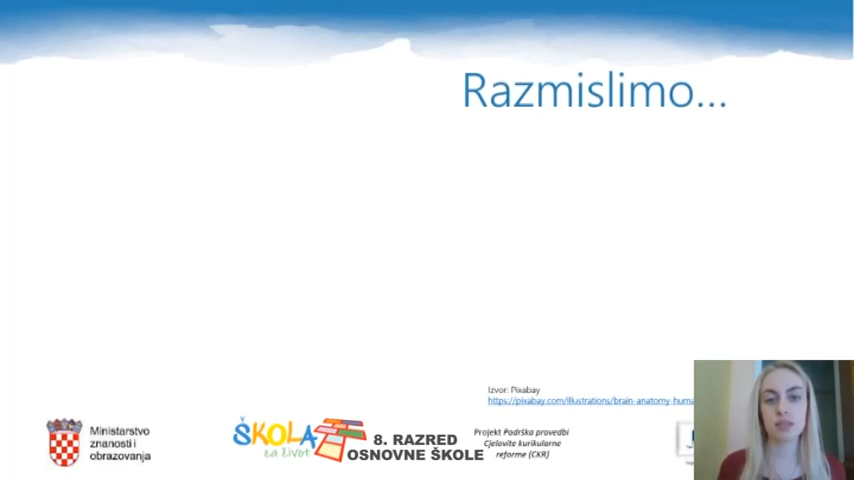 Razmislimo...
Izvor: Pixabay
https://pixabay.com/illustrations/brain-anatomy-huma
Ministarstvo
znanosti i
obrazovanja
ŠKOLA
za život
8. RAZRED
OSNOVNE ŠKOLE
Projekt Podrška provedbi
Cjelovite kurikularne
reforme (CKR)